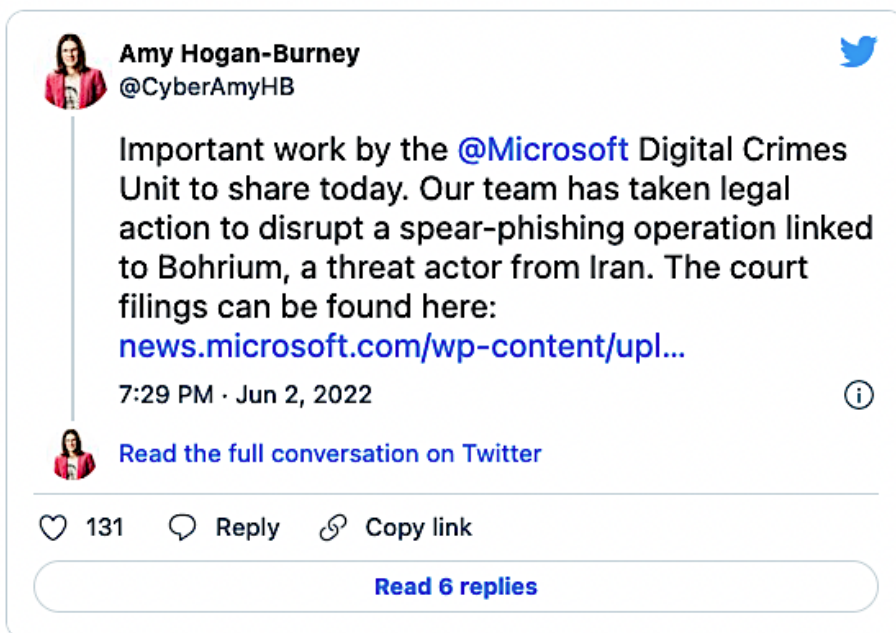 Amy Hogan-Burney
@CyberAmyHB
Important work by the @Microsoft Digital Crimes
Unit to share today. Our team has taken legal
action to disrupt a spear-phishing operation linked
to Bohrium, a threat actor from Iran. The court
filings can be found here:
news.microsoft.com/wp-content/upl...
7:29 PM · Jun 2, 2022
Read the full conversation on Twitter
131 Reply Copy link
Read 6 replies